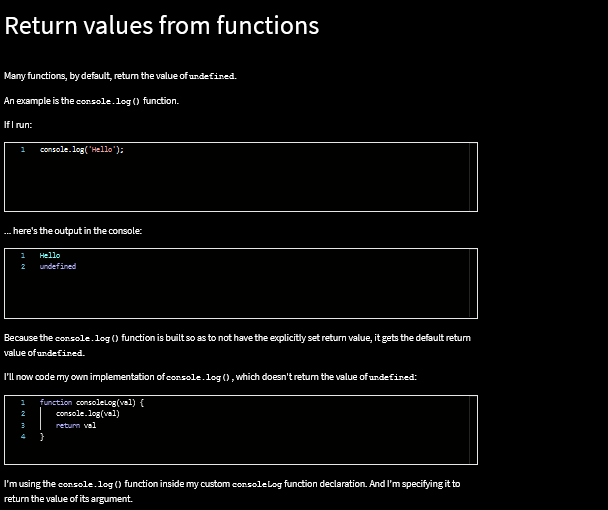 Return values from functions
Many functions, by default, return the value of undefined.
An example is the console.log() function.
If I run:
1 console.log('Hello');
... here's the output in the console:
1 Hello
2 undefined
Because the console.log() function is built so as to not have the explicitly set return value, it gets the default return
value of undefined.
I'll now code my own implementation of console.log(), which doesn't return the value of undefined:
1 function consoleLog(val) {
2 console.log(val)
3 return val
4 }
I'm using the console.log() function inside my custom consoleLog function declaration. And I'm specifying it to
return the value of its argument.